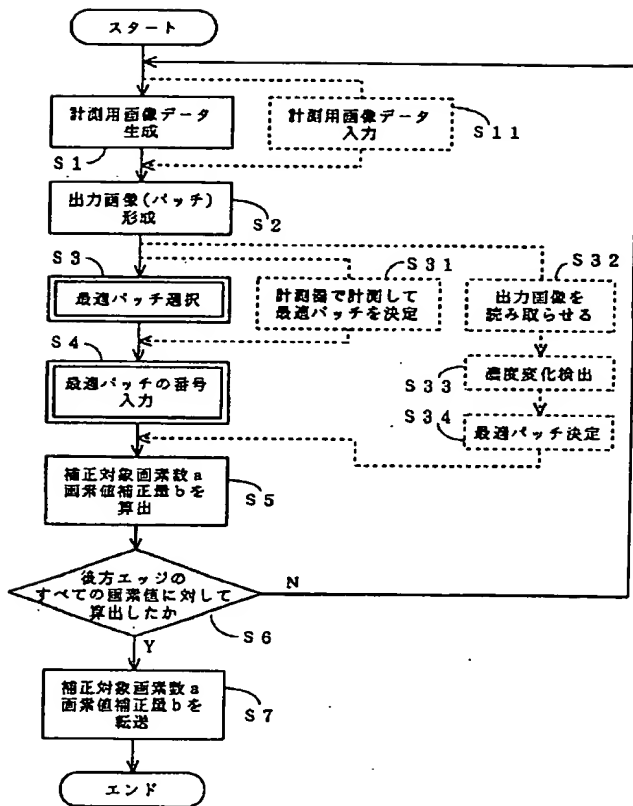 スタート
計測用画像データ
生成
S1
計測用画像データ
入力
S11
出力画像(パッチ)
形成
S2
S3
最適パッチ選択
S31
計測器で計測して
最適パッチを決定
S32
出力画像を
読み取らせる
S4
最適パッチの番号
入力
S33
濃度変化検出
S34
最適パッチ決定
補正対象画素数a
画素値補正量bを
算出
S5
後方エッジの
すべての画素値に対して
算出したか
N
S6
Y
補正対象画素数a
画素値補正量bを
転送
S7
エンド